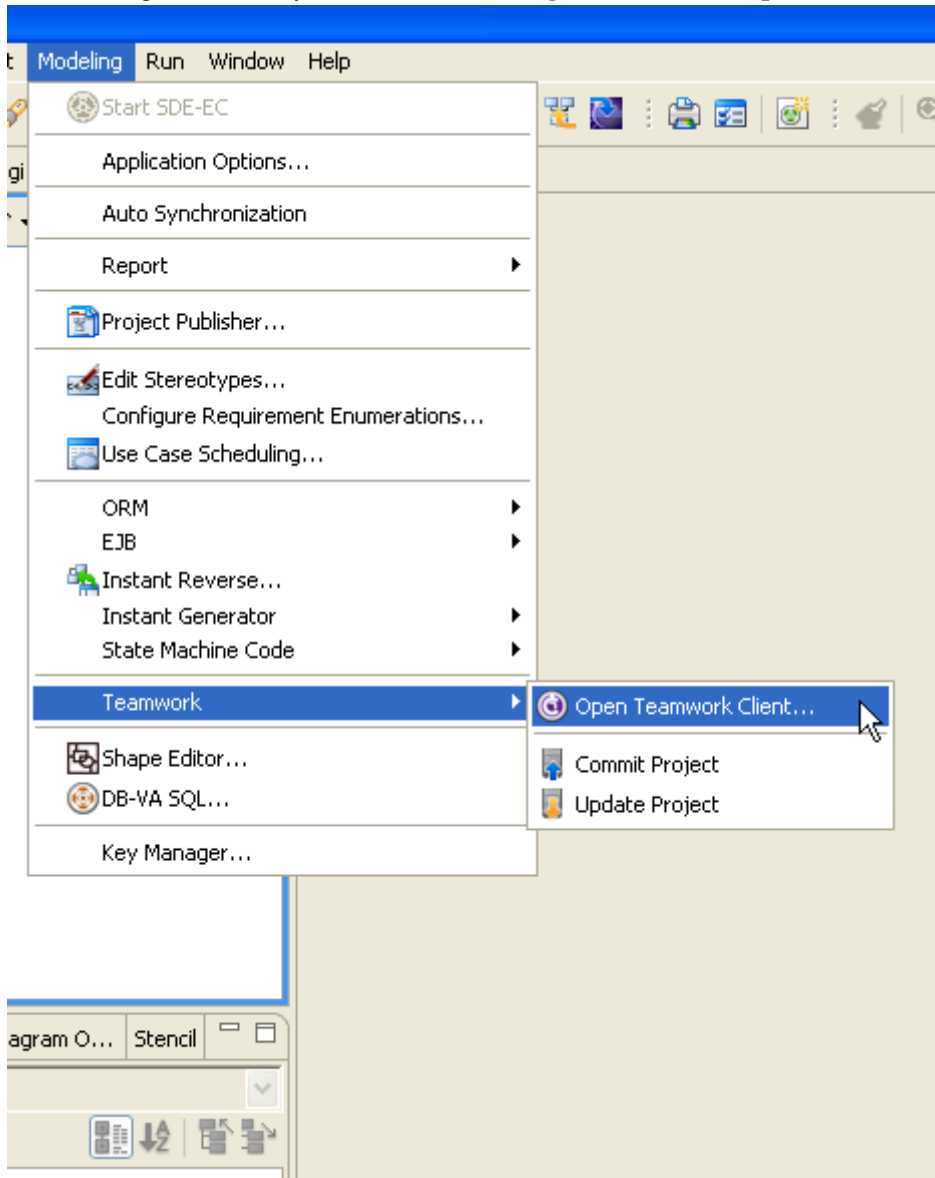 t Modeling Run Window Help
Start SDE-EC
Application Options...
gi
Auto Synchronization
Report
Project Publisher...
Edit Stereotypes...
Configure Requirement Enumerations...
Use Case Scheduling...
ORM
EJB
Instant Reverse...
Instant Generator
State Machine Code
Teamwork
Open Teamwork Client...
Shape Editor...
Commit Project
DB-VA SQL...
Update Project
Key Manager...
agram O... Stencil